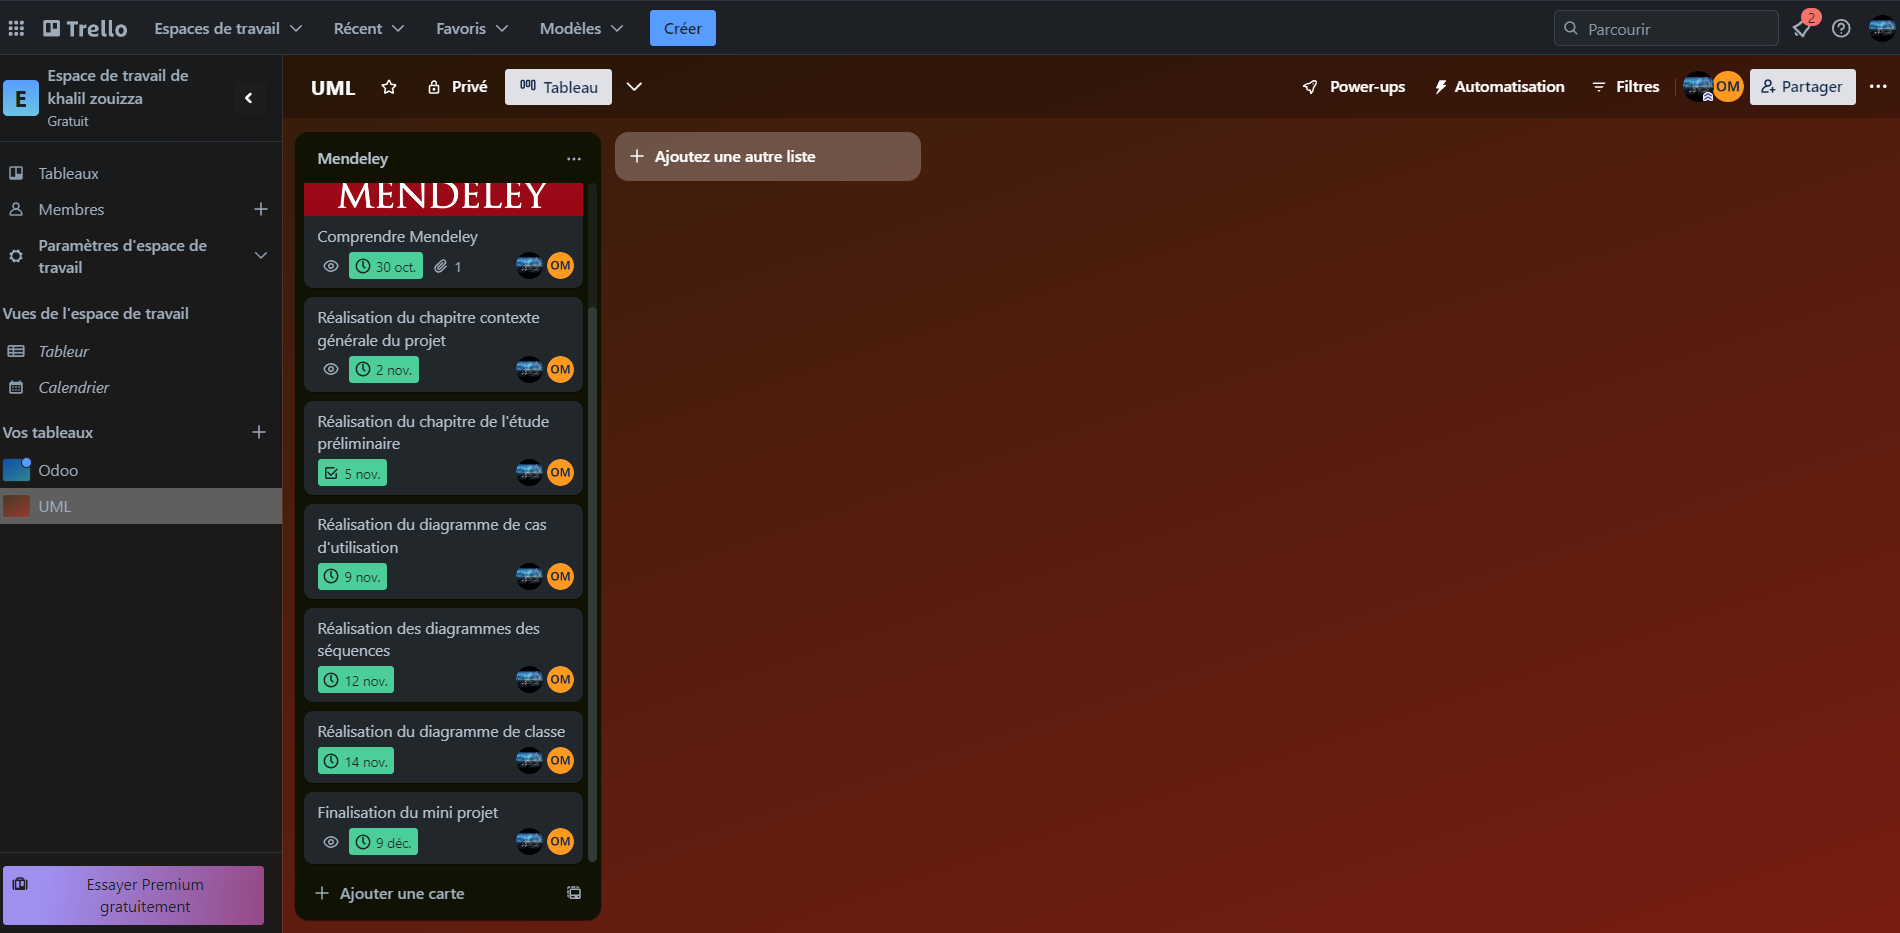 Trello
Espaces de travail
Récent
Favoris
Modèles
Créer
Parcourir
2
E
Espace de travail de
khalil zouizza
Gratuit
Tableaux
Membres
Paramètres d'espace de
travail
Vues de l'espace de travail
Tableur
Calendrier
Vos tableaux
Odoo
UML
Essayer Premium
gratuitement
UML
Privé
Tableau
Power-ups
Automatisation
Filtres
OM
Partager
Mendeley
MENDELEY
Comprendre Mendeley
30 oct.
1
OM
Réalisation du chapitre contexte
générale du projet
2 nov.
OM
Réalisation du chapitre de l'étude
préliminaire
5 nov.
OM
Réalisation du diagramme de cas
d'utilisation
9 nov.
OM
Réalisation des diagrammes des
séquences
12 nov.
OM
Réalisation du diagramme de classe
14 nov.
OM
Finalisation du mini projet
9 déc.
OM
Ajouter une carte
Ajoutez une autre liste